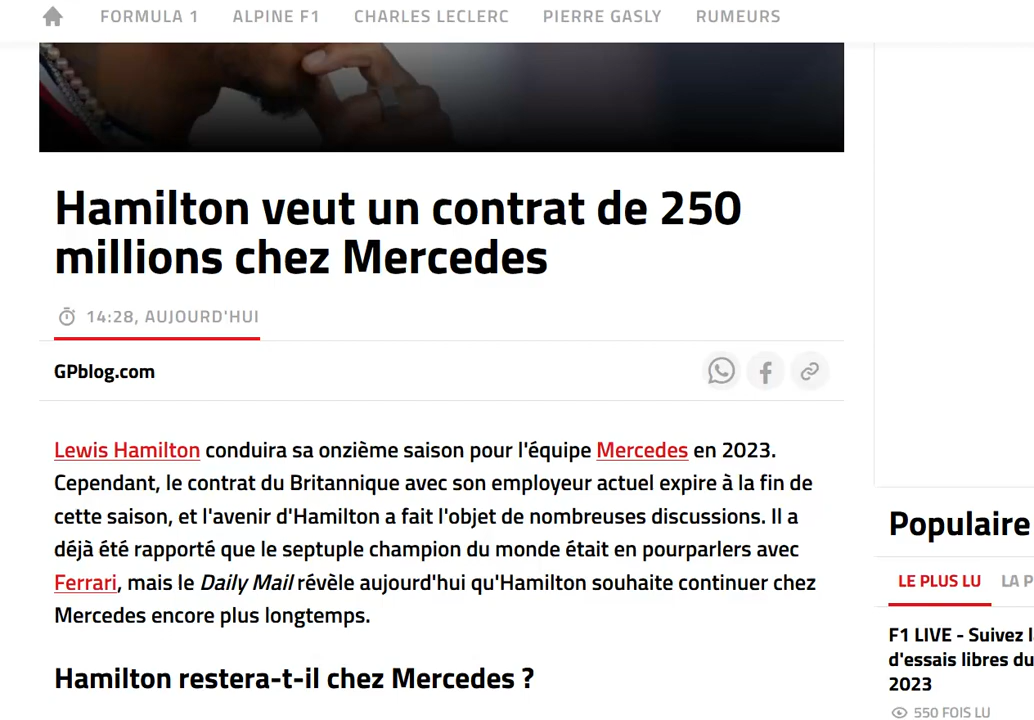 FORMULA 1 ALPINE F1 CHARLES LECLERC PIERRE GASLY RUMEURS
Hamilton veut un contrat de 250
millions chez Mercedes
14:28, AUJOURD'HUI
GPblog.com
Lewis Hamilton conduira sa onzième saison pour l'équipe Mercedes en 2023.
Cependant, le contrat du Britannique avec son employeur actuel expire à la fin de
cette saison, et l'avenir d'Hamilton a fait l'objet de nombreuses discussions. Il a
déjà été rapporté que le septuple champion du monde était en pourparlers avec
Ferrari, mais le Daily Mail révèle aujourd'hui qu'Hamilton souhaite continuer chez
Mercedes encore plus longtemps.
Hamilton restera-t-il chez Mercedes ?
Populaire
LE PLUS LU LA
F1 LIVE - Suivez
d'essais libres du
2023
550 FOIS LU